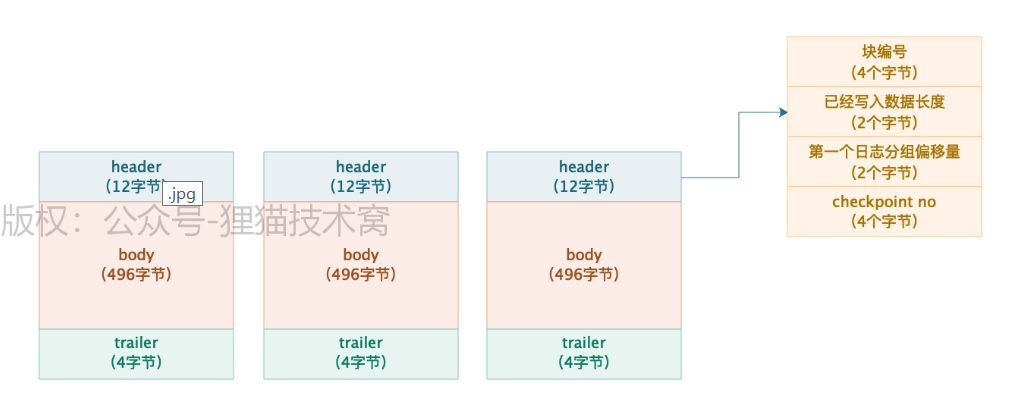 块编号
（4个字节）
已经写入数据长度
（2个字节）
第一个日志分组偏移量
（2个字节）
checkpoint no
（4个字节）
header
（12字节）
header
（12字节）
header
（12字节）
.jpg
版权：公众号-狸猫技术窝
body
（496字节）
body
（496字节）
body
（496字节）
trailer
（4字节）
trailer
（4字节）
trailer
（4字节）